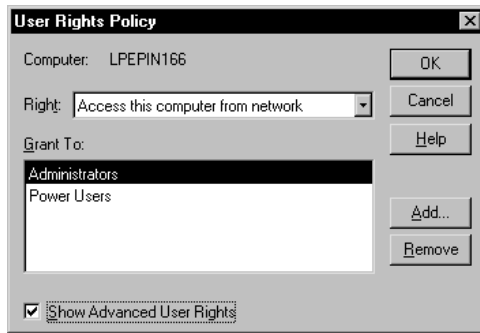 User Rights Policy
Computer: LPEPIN166
OK
Right: Access this computer from network
Cancel
Help
Grant To:
Administrators
Power Users
Add...
Remove
Show Advanced User Rights